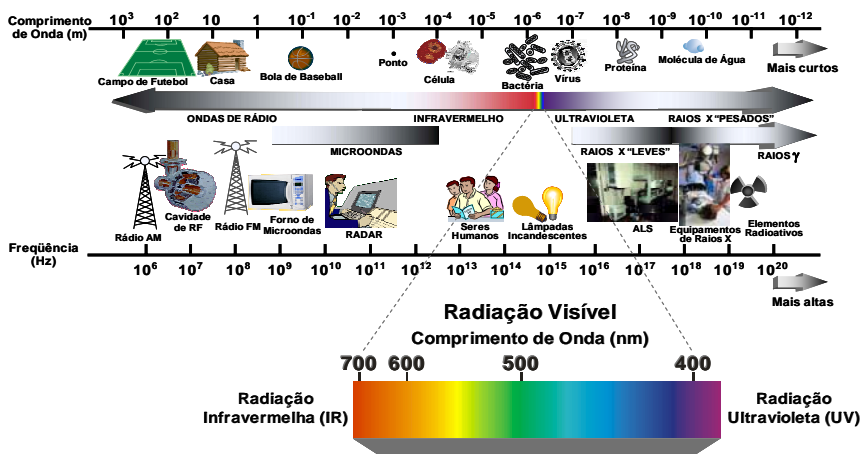 Comprimento
de Onda (m)
10³ 10² 10 1 10⁻¹ 10⁻² 10⁻³ 10⁻⁴ 10⁻⁵ 10⁻⁶ 10⁻⁷ 10⁻⁸ 10⁻⁹ 10⁻¹⁰ 10⁻¹¹ 10⁻¹²
Campo de Futebol
Casa
Bola de Baseball
Ponto
Célula
Bactéria
Vírus
Proteína
Molécula de Água
Mais curtos
ONDAS DE RÁDIO
INFRAVERMELHO
ULTRAVIOLETA
RAIOS X “PESADOS”
MICROONDAS
RAIOS X “LEVES”
RAIOS γ
Rádio AM
Cavidade
de RF
Rádio FM
Forno de
Microondas
RADAR
Seres
Humanos
Lâmpadas
Incandescentes
ALS
Equipamentos
de Raios X
Elementos
Radioativos
Freqüência
(Hz)
10⁶ 10⁷ 10⁸ 10⁹ 10¹⁰ 10¹¹ 10¹² 10¹³ 10¹⁴ 10¹⁵ 10¹⁶ 10¹⁷ 10¹⁸ 10¹⁹ 10²⁰
Mais altas
Radiação Visível
Comprimento de Onda (nm)
700 600 500 400
Radiação
Infravermelha (IR)
Radiação
Ultravioleta (UV)